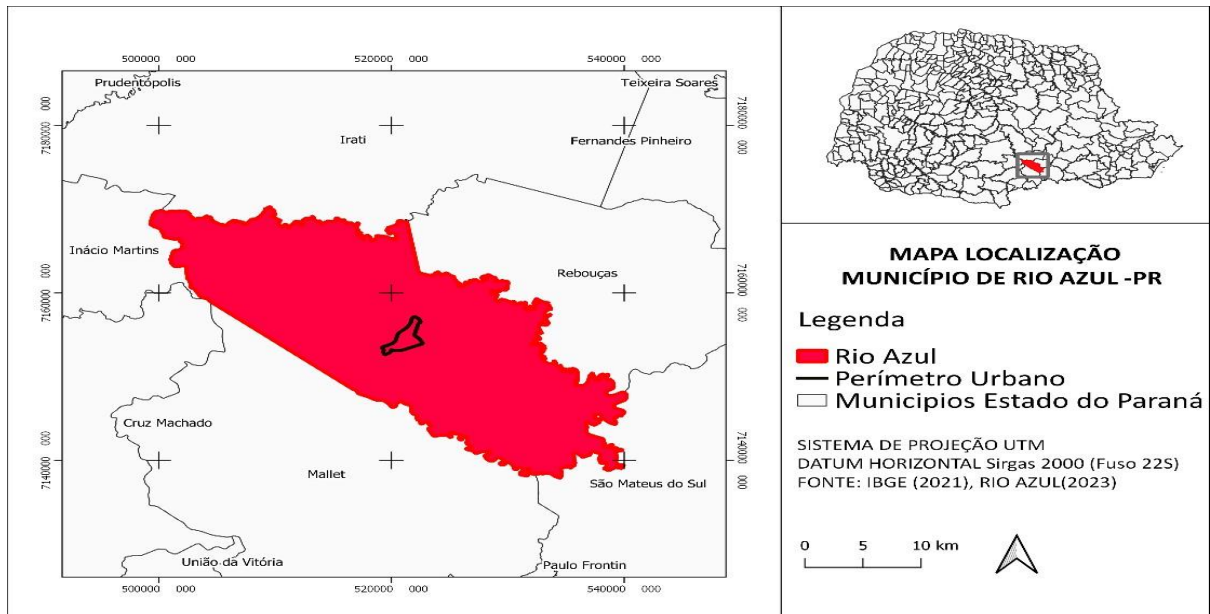 500000 000
520000 000
540000 000
Prudentópolis
Teixeira Soares
7180000 000
7180000 000
Irati
Fernandes Pinheiro
Inácio Martins
Rebouças
7160000 000
7160000 000
Cruz Machado
Mallet
7140000 000
7140000 000
São Mateus do Sul
União da Vitória
Paulo Frontin
500000 000
520000 000
540000 000
MAPA LOCALIZAÇÃO
MUNICÍPIO DE RIO AZUL -PR
Legenda
Rio Azul
Perímetro Urbano
Municipios Estado do Paraná
SISTEMA DE PROJEÇÃO UTM
DATUM HORIZONTAL Sirgas 2000 (Fuso 22S)
FONTE: IBGE (2021), RIO AZUL(2023)
0 5 10 km